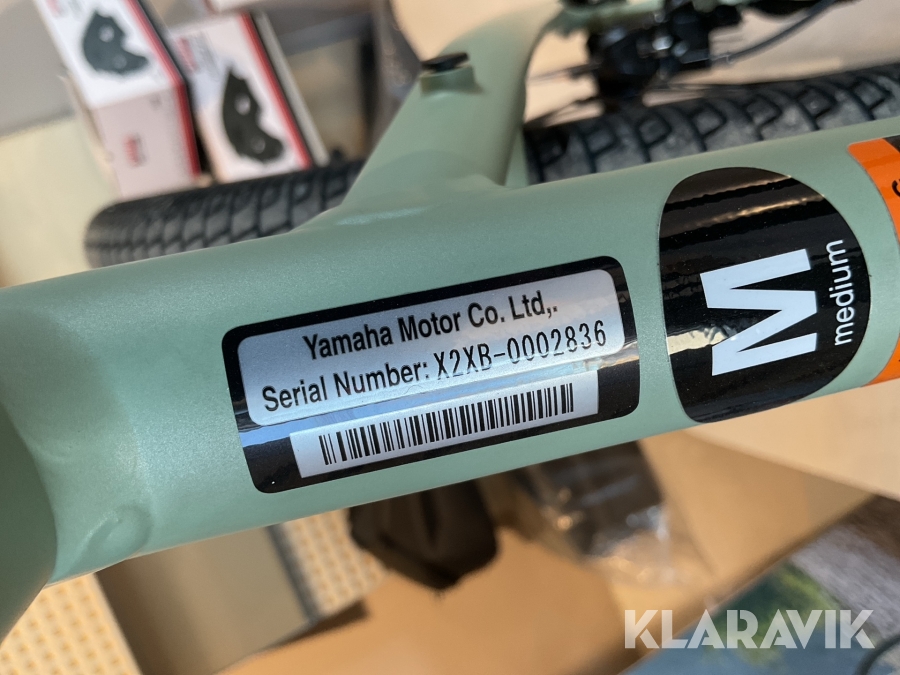 Yamaha Motor Co. Ltd,.
Serial Number: X2XB-0002836
M
medium
KLARAVIK